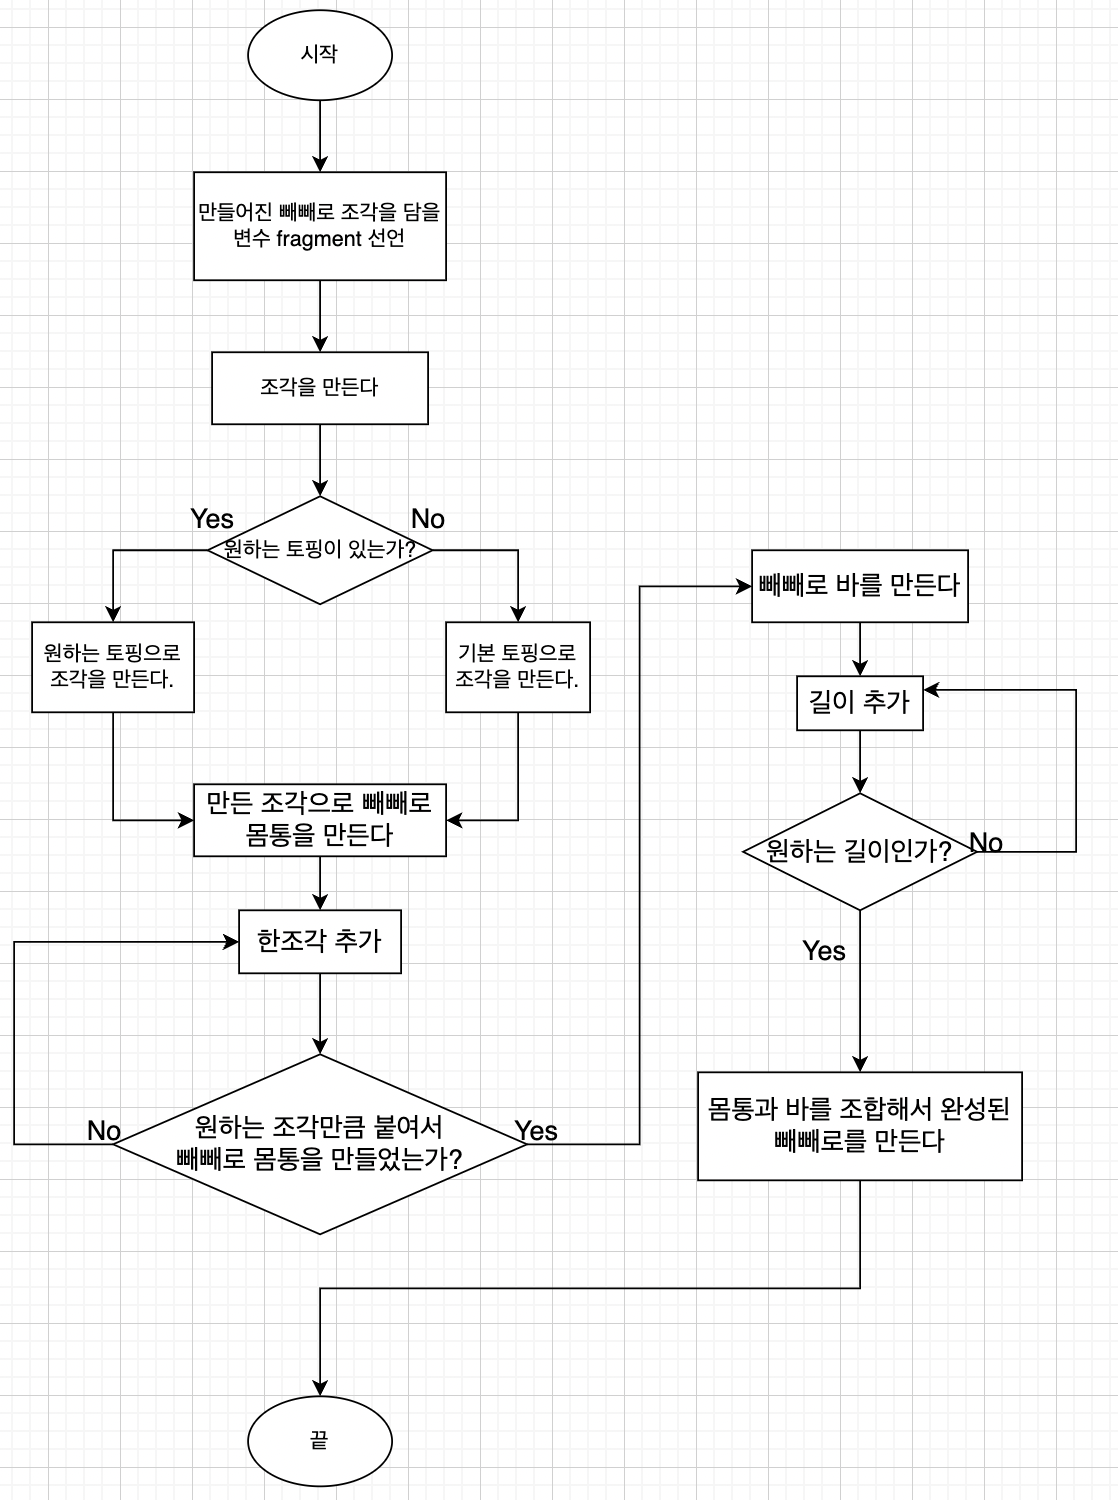 시작
만들어진 빼빼로 조각을 담을
변수 fragment 선언
조각을 만든다
Yes
No
원하는 토핑이 있는가?
원하는 토핑으로
조각을 만든다.
기본 토핑으로
조각을 만든다.
만든 조각으로 빼빼로
몸통을 만든다
한조각 추가
No
원하는 조각만큼 붙여서
빼빼로 몸통을 만들었는가?
Yes
빼빼로 바를 만든다
길이 추가
원하는 길이인가?
No
Yes
몸통과 바를 조합해서 완성된
빼빼로를 만든다
끝